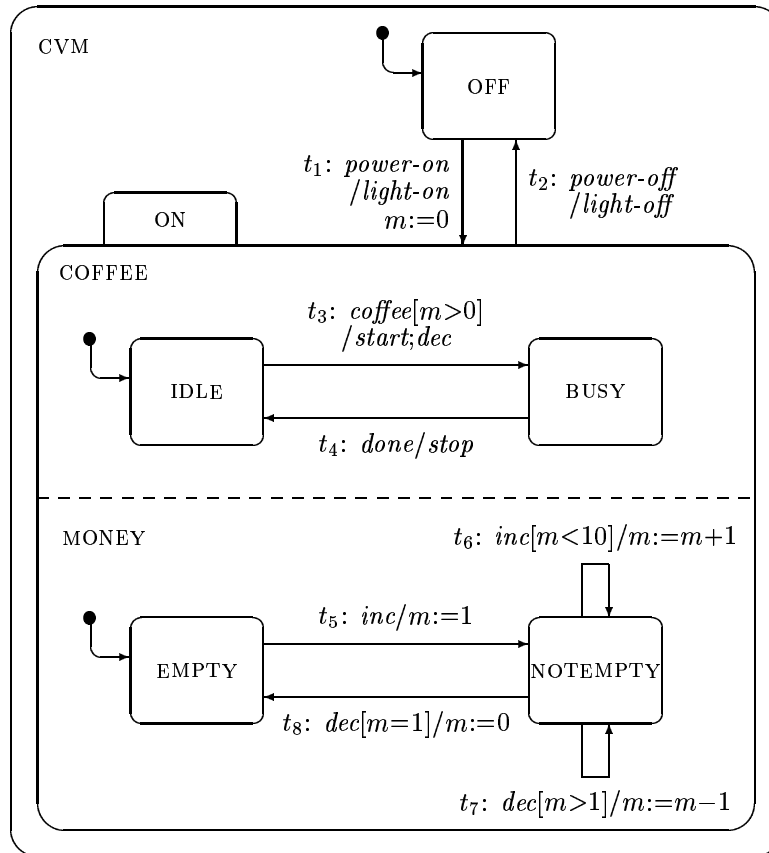 CVM
OFF
t₁: power-on
/light-on
m:=0
t₂: power-off
/light-off
ON
COFFEE
t₃: coffee[m>0]
/start;dec
IDLE
BUSY
t₄: done/stop
MONEY
t₆: inc[m<10]/m:=m+1
t₅: inc/m:=1
EMPTY
NOTEMPTY
t₈: dec[m=1]/m:=0
t₇: dec[m>1]/m:=m−1